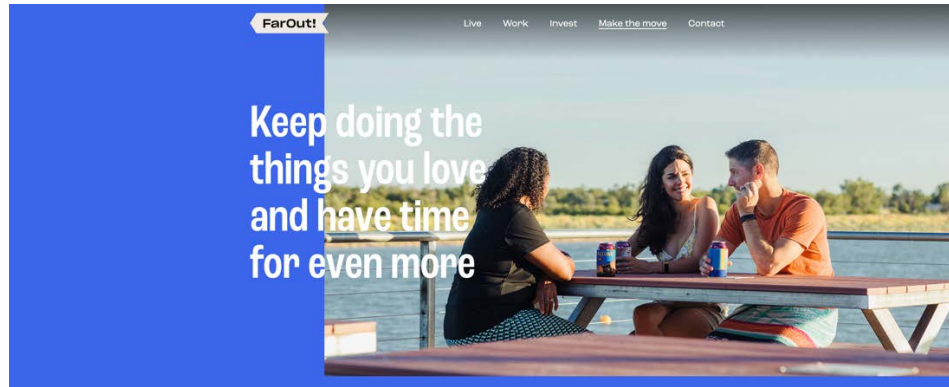 FarOut!
Live Work Invest Make the move Contact
Keep doing the
things you love
and have time
for even more